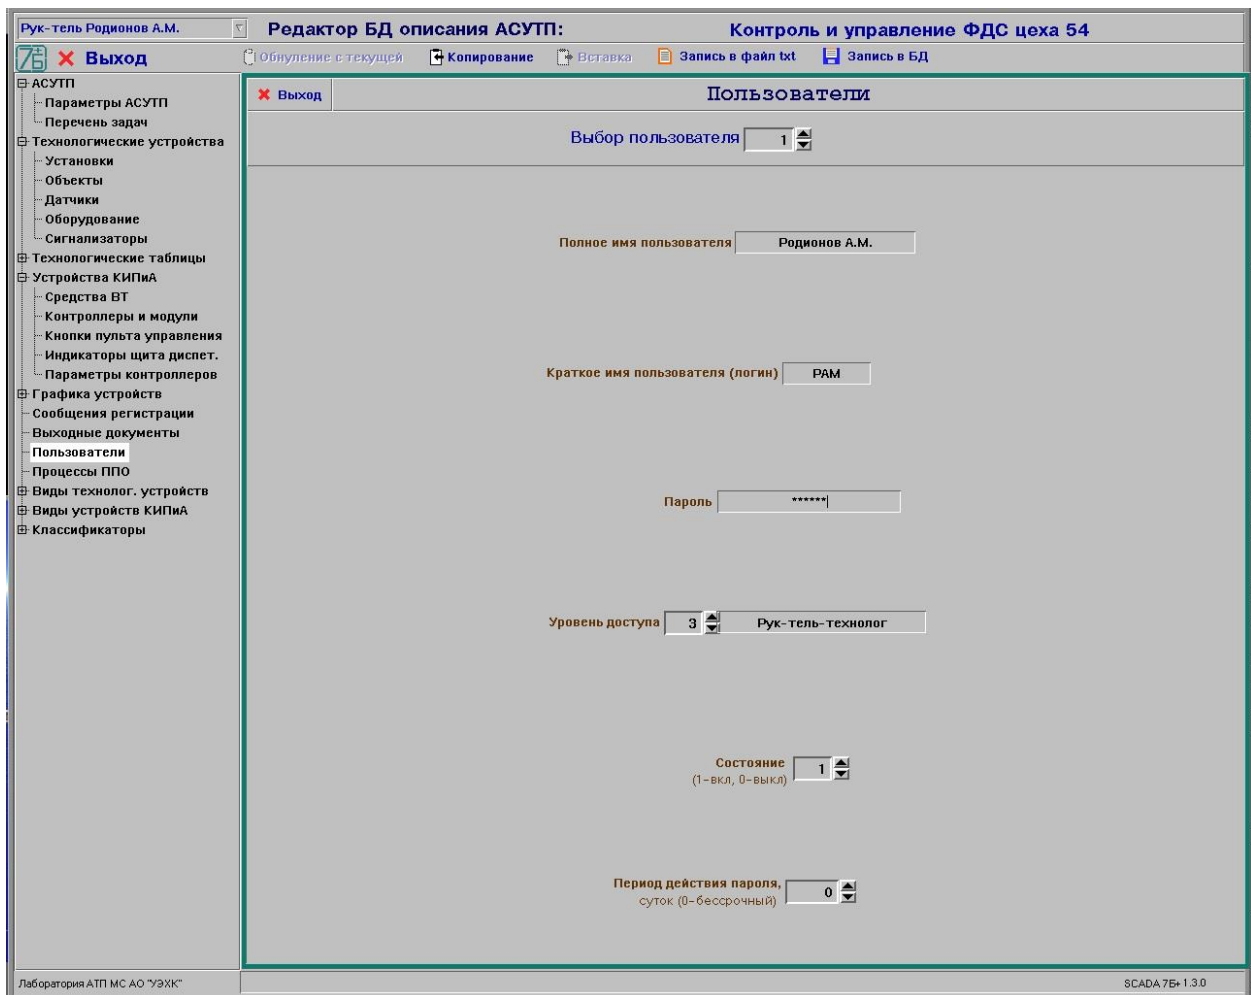 Рук-тель Родионов А.М.
Редактор БД описания АСУТП:
Контроль и управление ФДС цеха 54
7Б
Выход
Обнуление с текущей
Копирование
Вставка
Запись в файл txt
Запись в БД
АСУТП
Параметры АСУТП
Перечень задач
Технологические устройства
Установки
Объекты
Датчики
Оборудование
Сигнализаторы
Технологические таблицы
Устройства КИПиА
Средства ВТ
Контроллеры и модули
Кнопки пульта управления
Индикаторы щита диспет.
Параметры контроллеров
Графика устройств
Сообщения регистрации
Выходные документы
Пользователи
Процессы ППО
Виды технолог. устройств
Виды устройств КИПиА
Классификаторы
Выход
Пользователи
Выбор пользователя 1
Полное имя пользователя Родионов А.М.
Краткое имя пользователя (логин) РАМ
Пароль ******
Уровень доступа 3 Рук-тель-технолог
Состояние
(1-вкл, 0-выкл) 1
Период действия пароля,
суток (0-бессрочный) 0
Лаборатория АТП МС АО "УЭХК"
SCADA 7Б+ 1.3.0